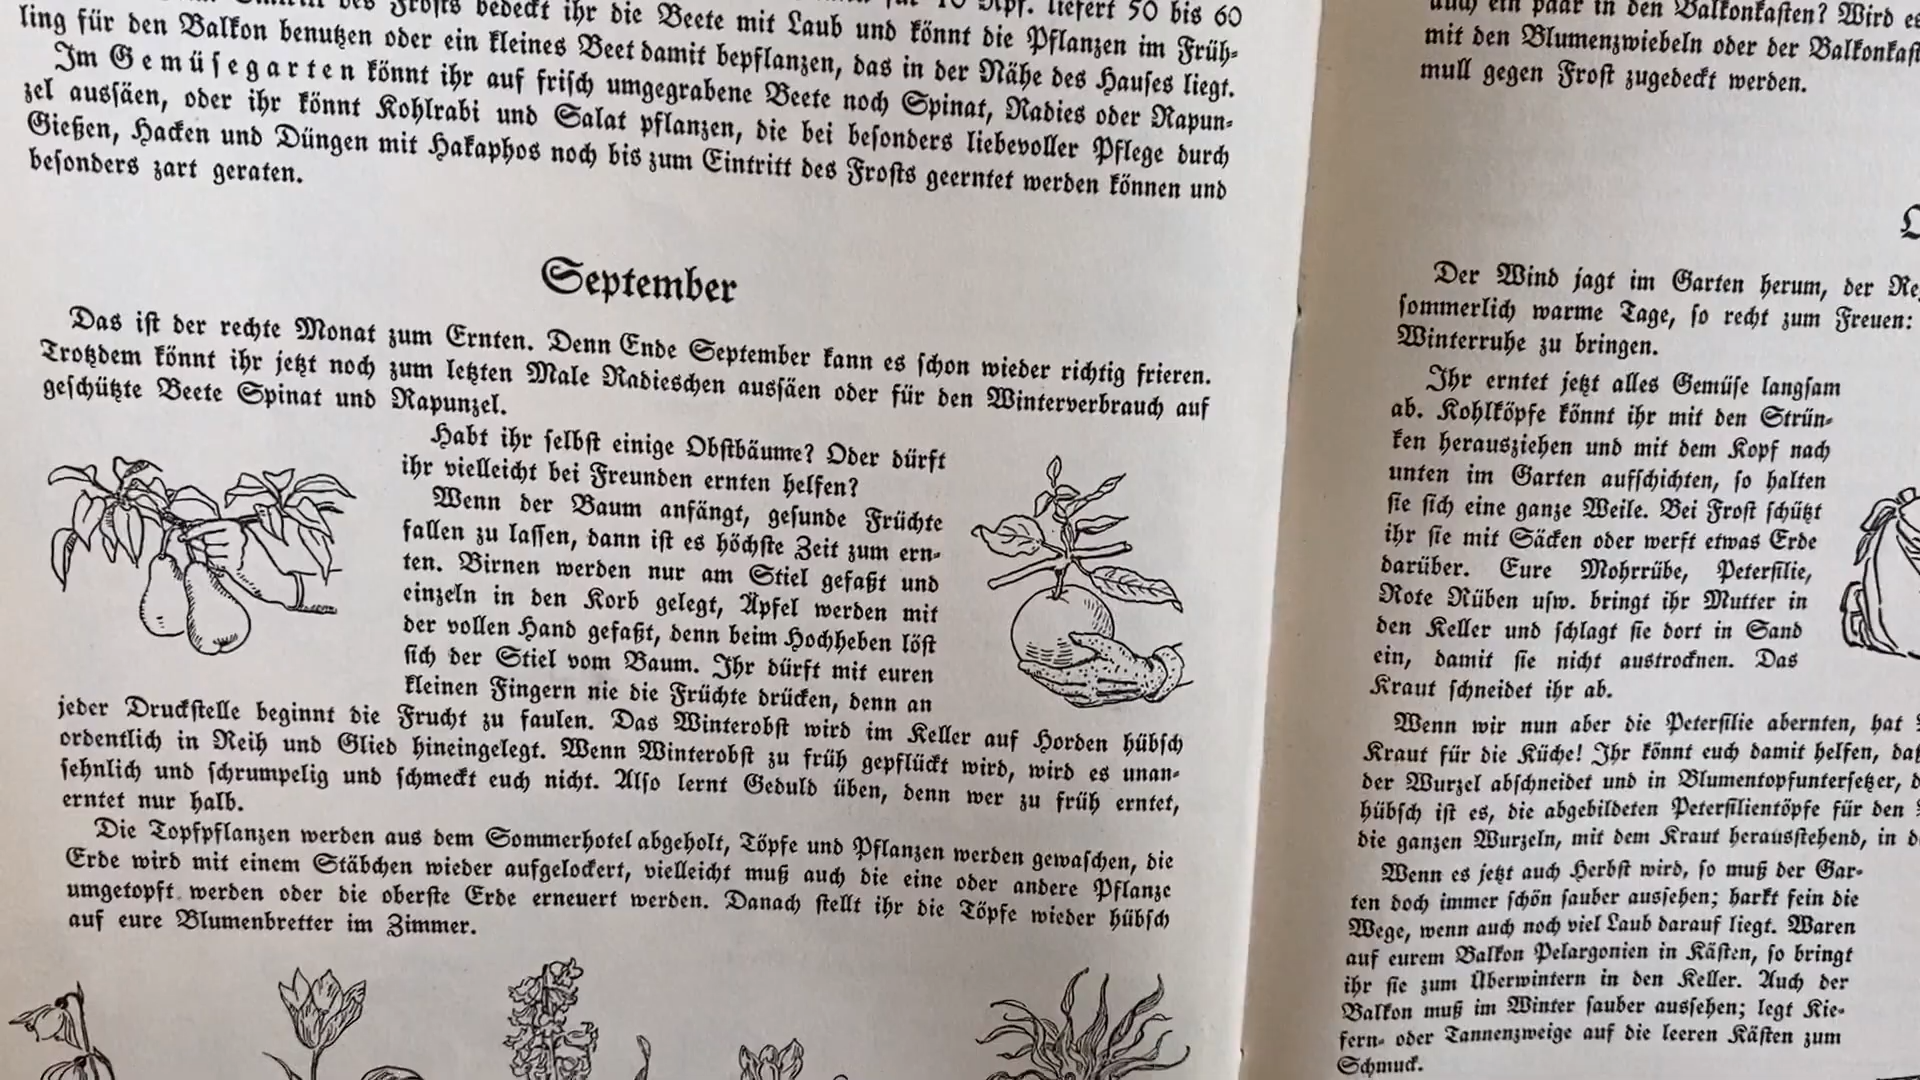 des Frosts bedeckt ihr die Beete mit Laub und könnt die Pflanzen im Früh-
ling für den Balkon benutzen oder ein kleines Beet damit bepflanzen, das in der Nähe des Hauses liegt.
Im Gemüsegarten könnt ihr auf frisch umgegrabene Beete noch Spinat, Radies oder Rapun-
zel aussäen, oder ihr könnt Kohlrabi und Salat pflanzen, die bei besonders liebevoller Pflege durch
Gießen, Hacken und Düngen mit Hakaphos noch bis zum Eintritt des Frosts geerntet werden können und
besonders zart geraten.
September
Das ist der rechte Monat zum Ernten. Denn Ende September kann es schon wieder richtig frieren.
Trotzdem könnt ihr jetzt noch zum letzten Male Radieschen aussäen oder für den Winterverbrauch auf
geschützte Beete Spinat und Rapunzel.
Habt ihr selbst einige Obstbäume? Oder dürft
ihr vielleicht bei Freunden ernten helfen?
Wenn der Baum anfängt, gesunde Früchte
fallen zu lassen, dann ist es höchste Zeit zum ern-
ten. Birnen werden nur am Stiel gefaßt und
einzeln in den Korb gelegt, Äpfel werden mit
der vollen Hand gefaßt, denn beim Hochheben löst
sich der Stiel vom Baum. Ihr dürft mit euren
kleinen Fingern nie die Früchte drücken, denn an
jeder Druckstelle beginnt die Frucht zu faulen. Das Winterobst wird im Keller auf Horden hübsch
ordentlich in Reih und Glied hineingelegt. Wenn Winterobst zu früh gepflückt wird, wird es unan-
sehnlich und schrumpelig und schmeckt euch nicht. Also lernt Geduld üben, denn wer zu früh erntet,
erntet nur halb.
Die Topfpflanzen werden aus dem Sommerhotel abgeholt, Töpfe und Pflanzen werden gewaschen, die
Erde wird mit einem Stäbchen wieder aufgelockert, vielleicht muß auch die eine oder andere Pflanze
umgetopft werden oder die oberste Erde erneuert werden. Danach stellt ihr die Töpfe wieder hübsch
auf eure Blumenbretter im Zimmer.
auch ein paar in den Balkonkasten? Wird
mit den Blumenzwiebeln oder der
mull gegen Frost zugedeckt werden.
Der Wind jagt im Garten herum, der
sommerlich warme Tage, so recht zum Freuen:
Winterruhe zu bringen.
Ihr erntet jetzt alles Gemüse langsam
ab. Kohlköpfe könnt ihr mit den Strün-
ken herausziehen und mit dem Kopf nach
unten im Garten aufschichten, so halten
sie sich eine ganze Weile. Bei Frost schützt
ihr sie mit Säcken oder werft etwas Erde
darüber. Eure Mohrrübe, Petersilie,
Rote Rüben usw. bringt ihr Mutter in
den Keller und schlagt sie dort in Sand
ein, damit sie nicht austrocknen. Das
Kraut schneidet ihr ab.
Wenn wir nun aber die Petersilie abernten, hat
Kraut für die Küche! Ihr könnt euch damit helfen,
der Wurzel abschneidet und in Blumentopfuntersetzer,
hübsch ist es, die abgebildeten Petersilientöpfe für den
die ganzen Wurzeln, mit dem Kraut herausstehend, in
Wenn es jetzt auch Herbst wird, so muß der Gar-
ten doch immer schön sauber aussehen; harkt fein die
Wege, wenn auch noch viel Laub darauf liegt. Waren
auf eurem Balkon Pelargonien in Kästen, so bringt
ihr sie zum Überwintern in den Keller. Auch der
Balkon muß im Winter sauber aussehen; legt Kie-
fern- oder Tannenzweige auf die leeren Kästen zum
Schmuck.